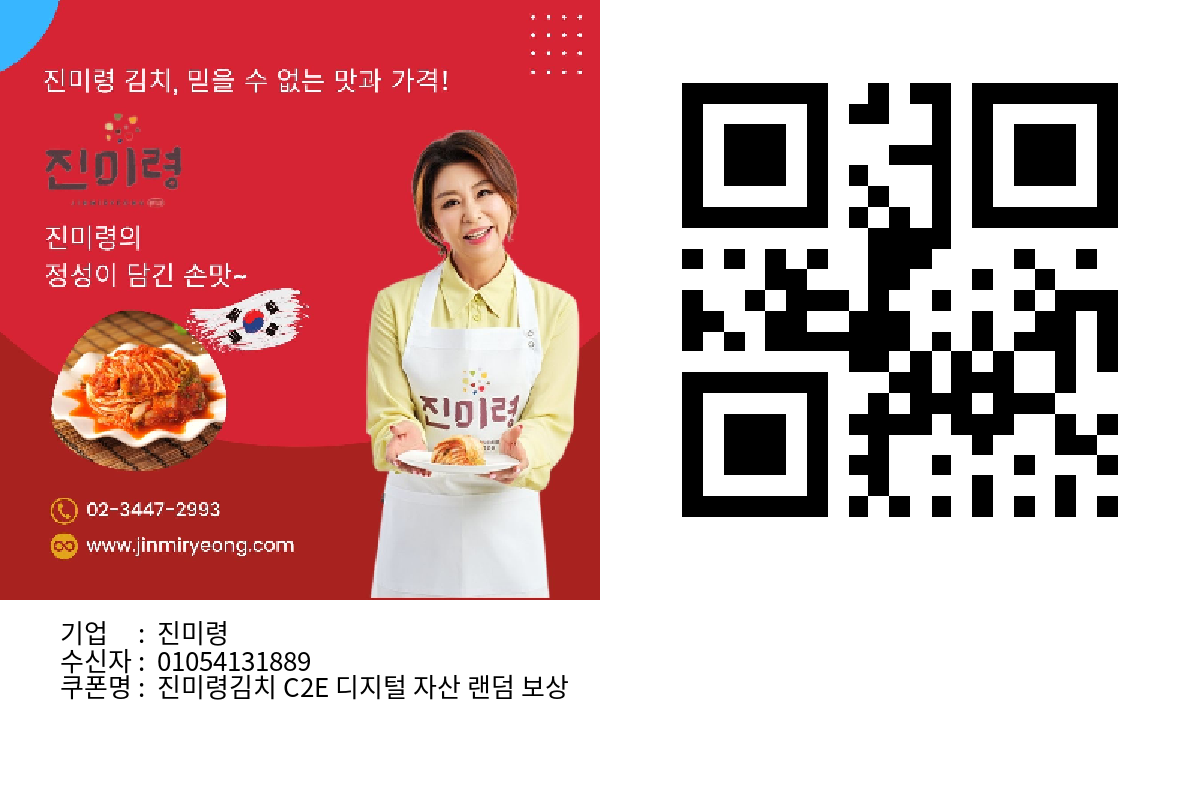 진미령 김치, 믿을 수 없는 맛과 가격!
진미령
진미령의
정성이 담긴 손맛~
진미령
02-3447-2993
www.jinmiryeong.com
기업 : 진미령
수신자 : 01054131889
쿠폰명 : 진미령김치 C2E 디지털 자산 랜덤 보상